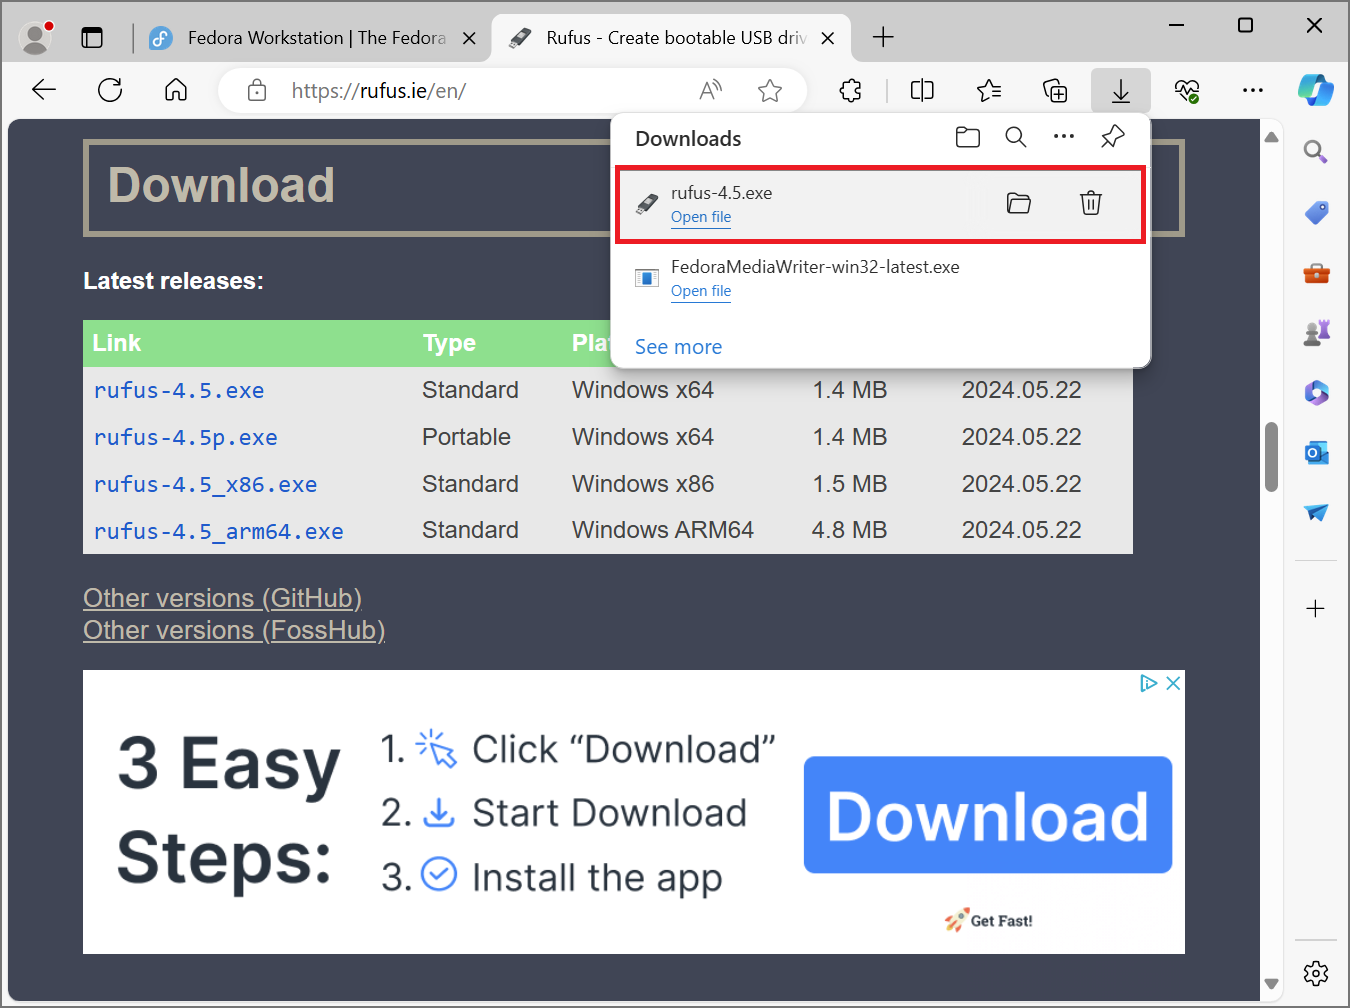 Fedora Workstation | The Fedora
Rufus - Create bootable USB driv
https://rufus.ie/en/
Downloads
rufus-4.5.exe
Open file
FedoraMediaWriter-win32-latest.exe
Open file
See more
Download
Latest releases:
Link Type Pla
rufus-4.5.exe Standard Windows x64 1.4 MB 2024.05.22
rufus-4.5p.exe Portable Windows x64 1.4 MB 2024.05.22
rufus-4.5_x86.exe Standard Windows x86 1.5 MB 2024.05.22
rufus-4.5_arm64.exe Standard Windows ARM64 4.8 MB 2024.05.22
Other versions (GitHub)
Other versions (FossHub)
3 Easy
Steps:
1. Click “Download”
2. Start Download
3. Install the app
Download
Get Fast!